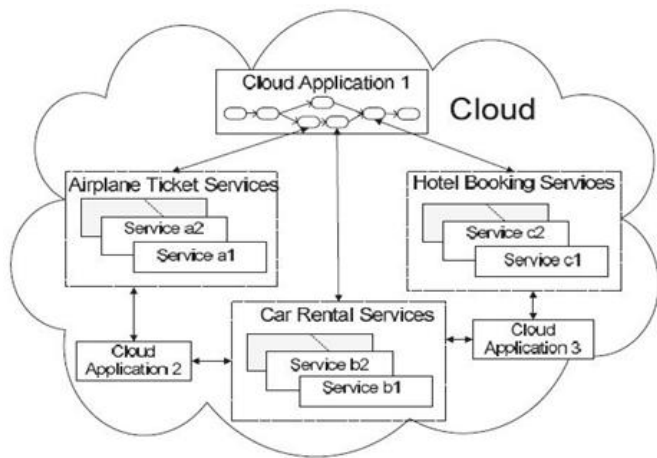 Cloud Application 1
Cloud
Airplane Ticket Services
Service a2
Service a1
Hotel Booking Services
Service c2
Service c1
Car Rental Services
Service b2
Service b1
Cloud
Application 2
Cloud
Application 3